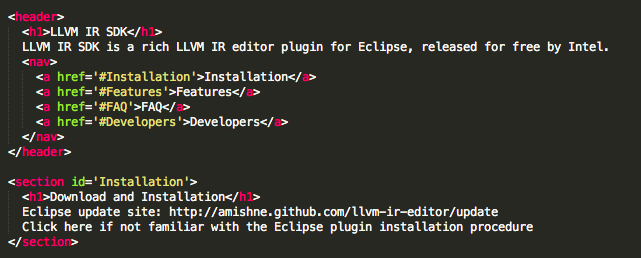 <header>
  <h1>LLVM IR SDK</h1>
  LLVM IR SDK is a rich LLVM IR editor plugin for Eclipse, released for free by Intel.
  <nav>
    <a href='#Installation'>Installation</a>
    <a href='#Features'>Features</a>
    <a href='#FAQ'>FAQ</a>
    <a href='#Developers'>Developers</a>
  </nav>
</header>

<section id='Installation'>
  <h1>Download and Installation</h1>
  Eclipse update site: http://amishne.github.com/llvm-ir-editor/update
  Click here if not familiar with the Eclipse plugin installation procedure
</section>